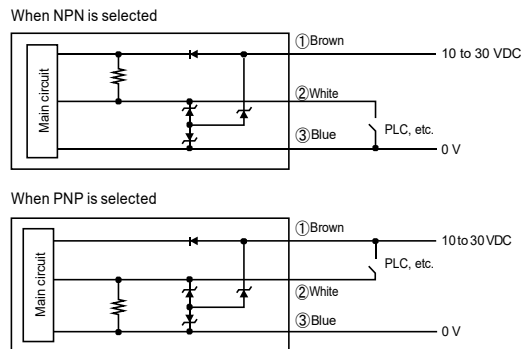 When NPN is selected
①Brown
10 to 30 VDC
Main circuit
②White
PLC, etc.
③Blue
0 V
When PNP is selected
①Brown
10 to 30 VDC
PLC, etc.
Main circuit
②White
③Blue
0 V